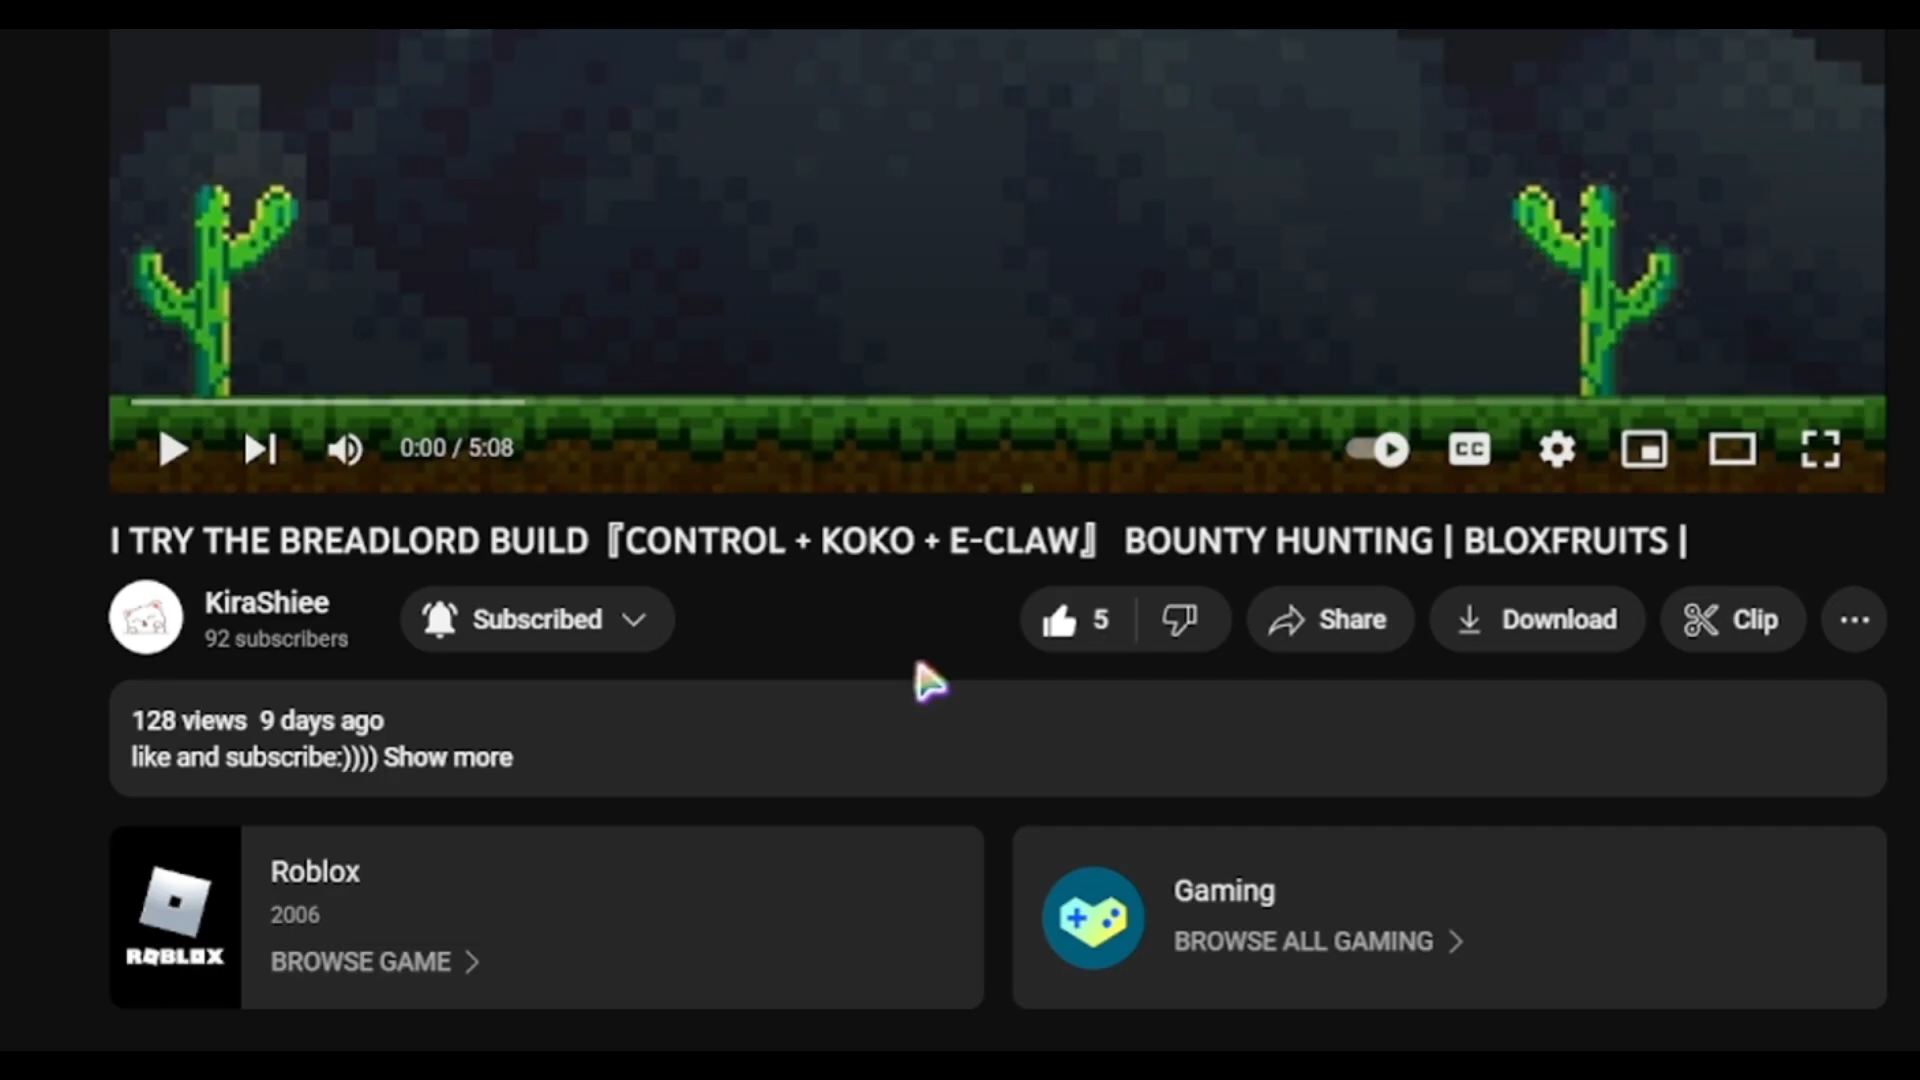 0:00 / 5:08
CC
I TRY THE BREADLORD BUILD『CONTROL + KOKO + E-CLAW』 BOUNTY HUNTING | BLOXFRUITS |
KiraShiee
92 subscribers
Subscribed
5
Share
Download
Clip
128 views 9 days ago
like and subscribe:)))) Show more
ROBLOX
Roblox
2006
BROWSE GAME
Gaming
BROWSE ALL GAMING